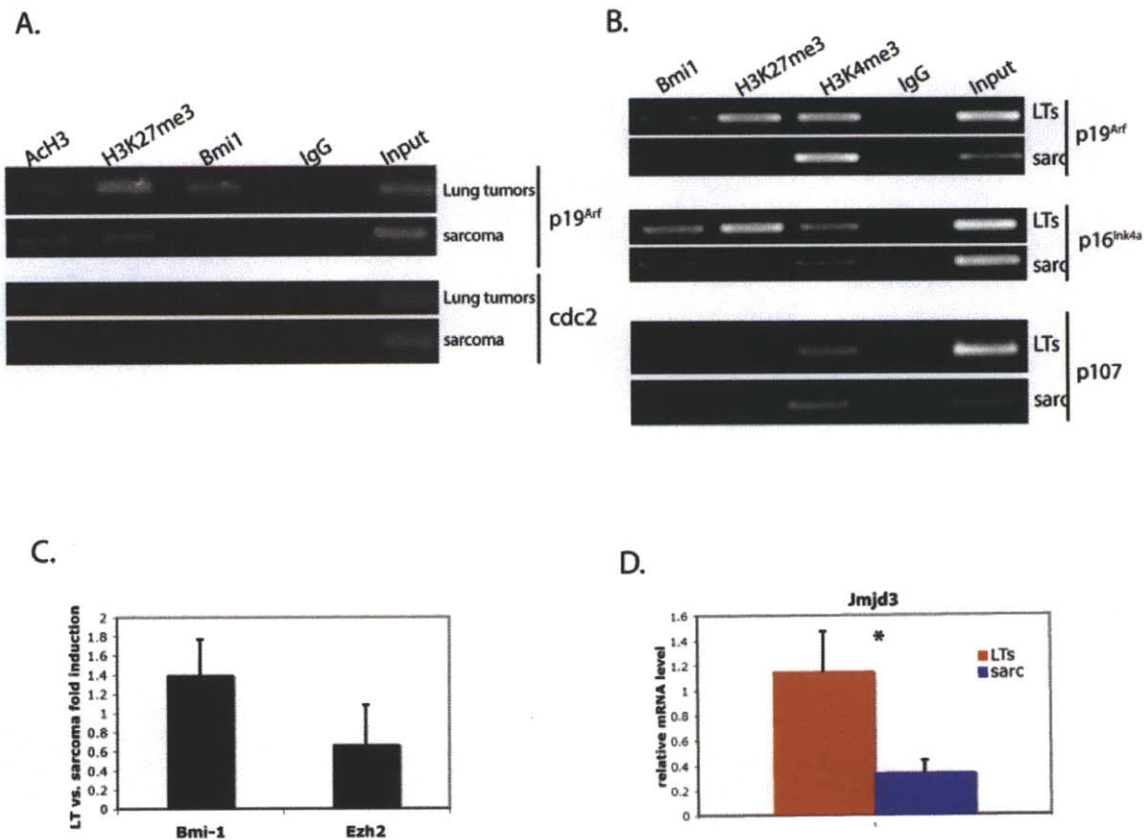 A.
AcH3 H3K27me3 Bmi1 IgG Input
Lung tumors
sarcoma
p19Arf
Lung tumors
sarcoma
cdc2
B.
Bmi1 H3K27me3 H3K4me3 IgG Input
LTs
sarc
p19Arf
LTs
sarc
p16Ink4a
LTs
sarc
p107
C.
LT vs. sarcoma fold induction
2
1.8
1.6
1.4
1.2
1
0.8
0.6
0.4
0.2
0
Bmi-1 Ezh2
D.
Jmjd3
relative mRNA level
1.6
1.4
1.2
1
0.8
0.6
0.4
0.2
0
*
LTs
sarc